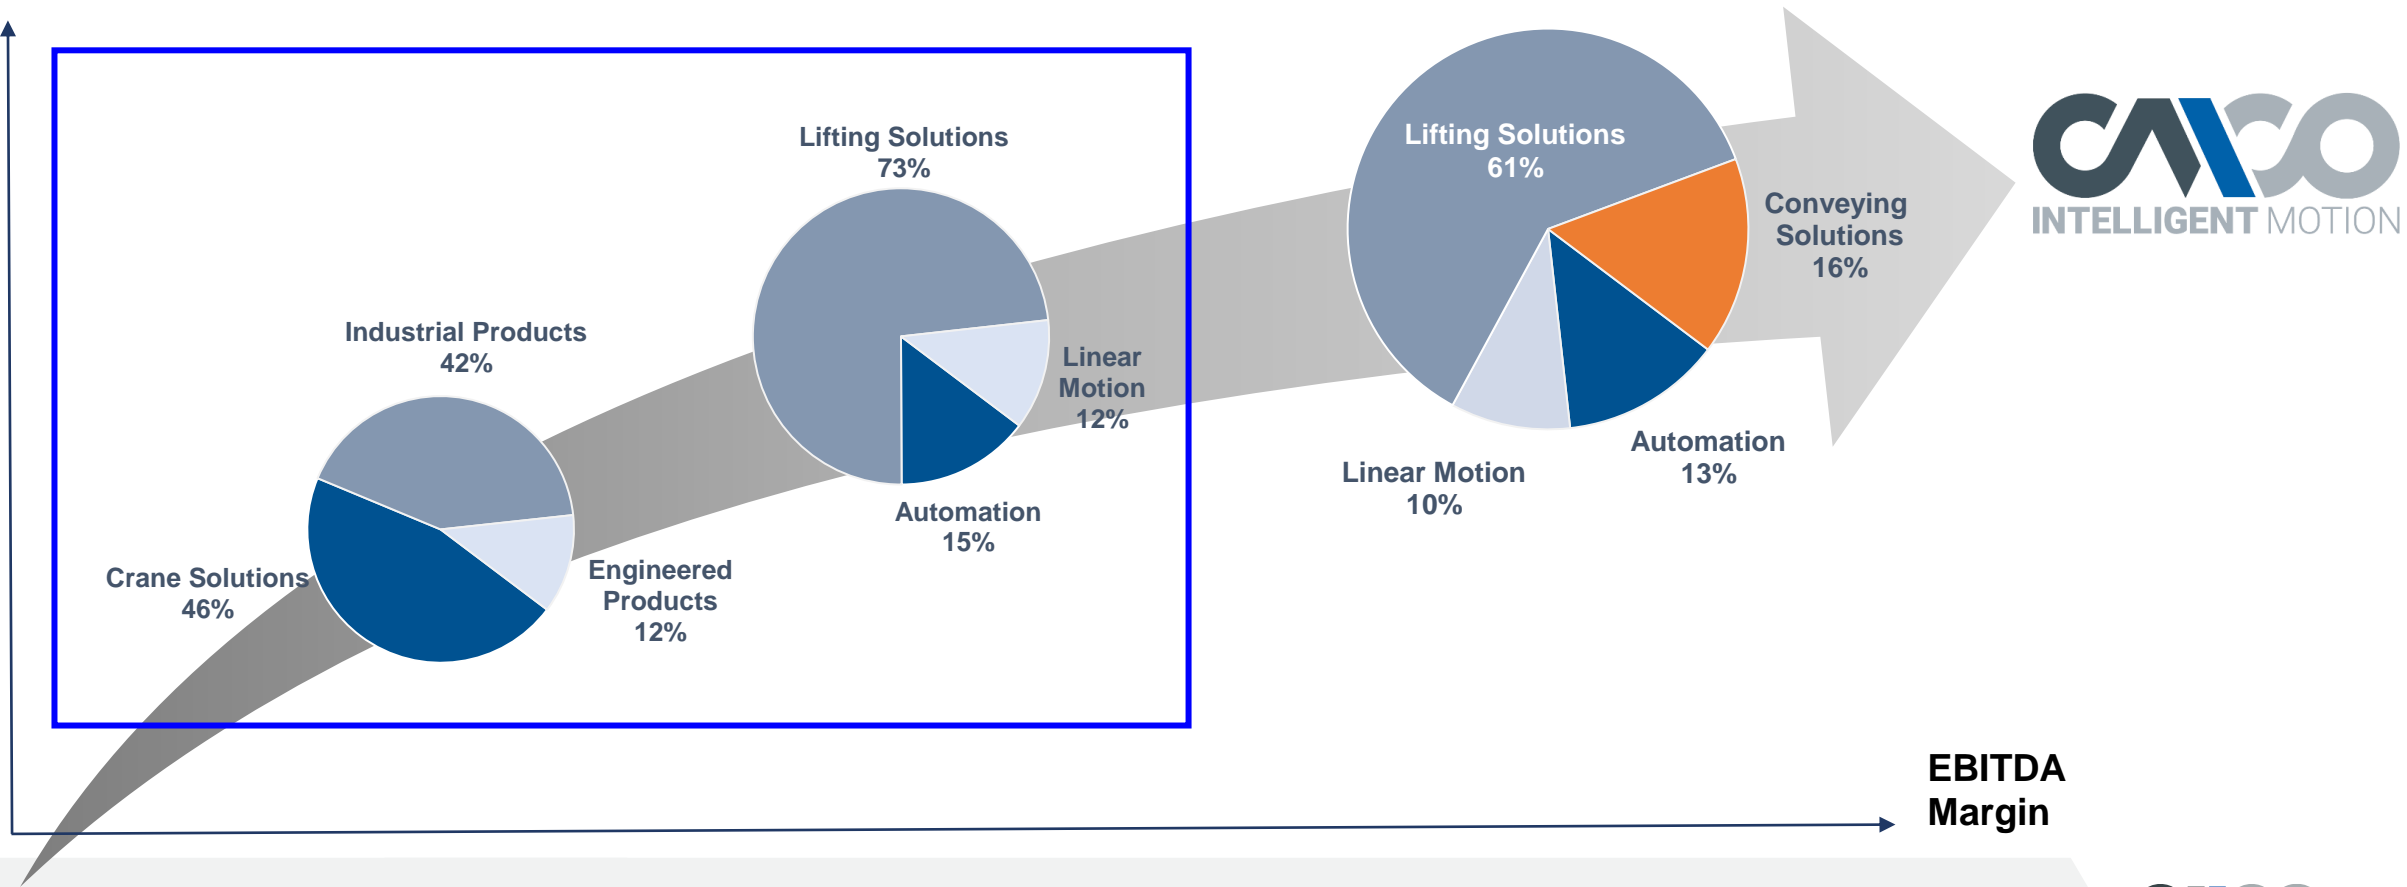 Lifting Solutions
73%
Lifting Solutions
61%
CMCO
INTELLIGENT MOTION
Conveying
Solutions
16%
Industrial Products
42%
Linear
Motion
12%
Automation
13%
Linear Motion
10%
Automation
15%
Crane Solutions
46%
Engineered
Products
12%
EBITDA
Margin